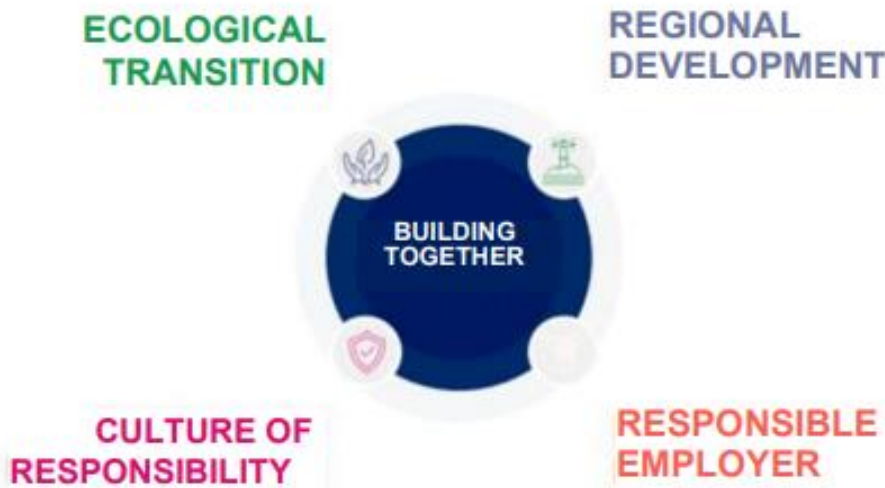 ECOLOGICAL
TRANSITION
REGIONAL
DEVELOPMENT
BUILDING
TOGETHER
CULTURE OF
RESPONSIBILITY
RESPONSIBLE
EMPLOYER